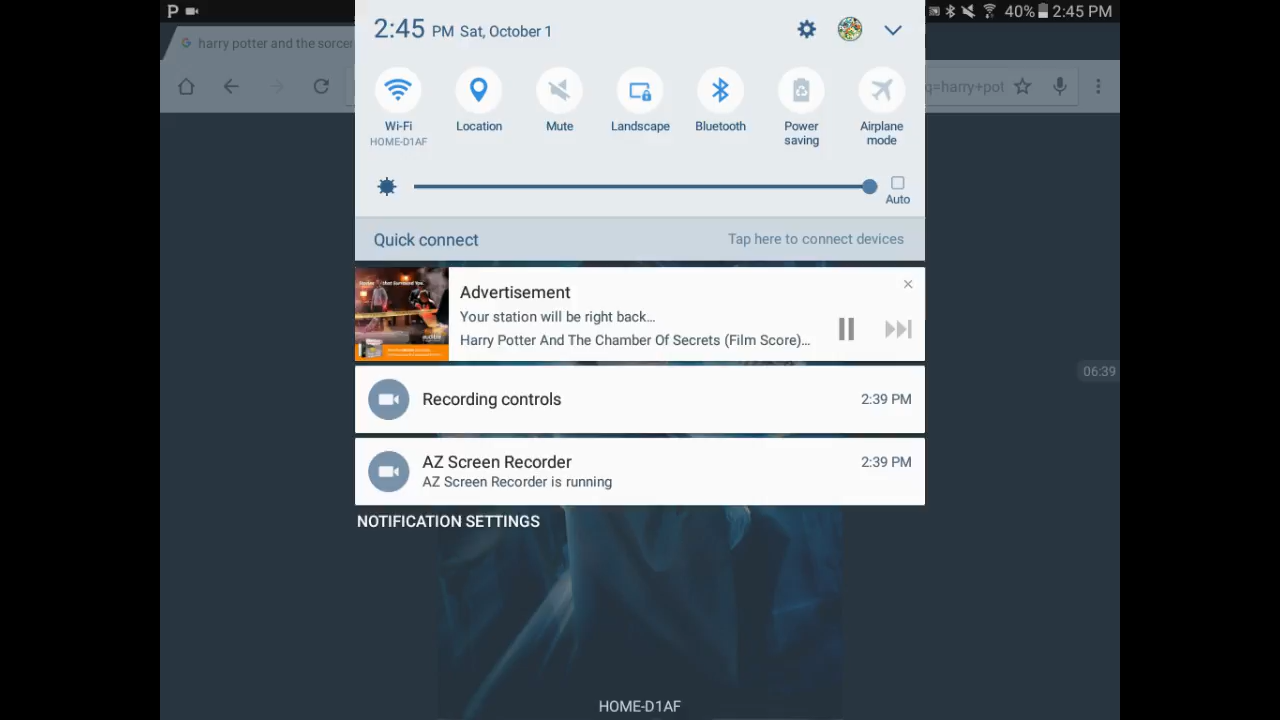 P
40% 2:45 PM
2:45 PM Sat, October 1
harry potter and the sorcer
q=harry+pot
Wi-Fi
HOME-D1AF
Location
Mute
Landscape
Bluetooth
Power
saving
Airplane
mode
Auto
Quick connect
Tap here to connect devices
Advertisement
Your station will be right back...
Harry Potter And The Chamber Of Secrets (Film Score)...
06:39
Recording controls
2:39 PM
AZ Screen Recorder
2:39 PM
AZ Screen Recorder is running
NOTIFICATION SETTINGS
HOME-D1AF